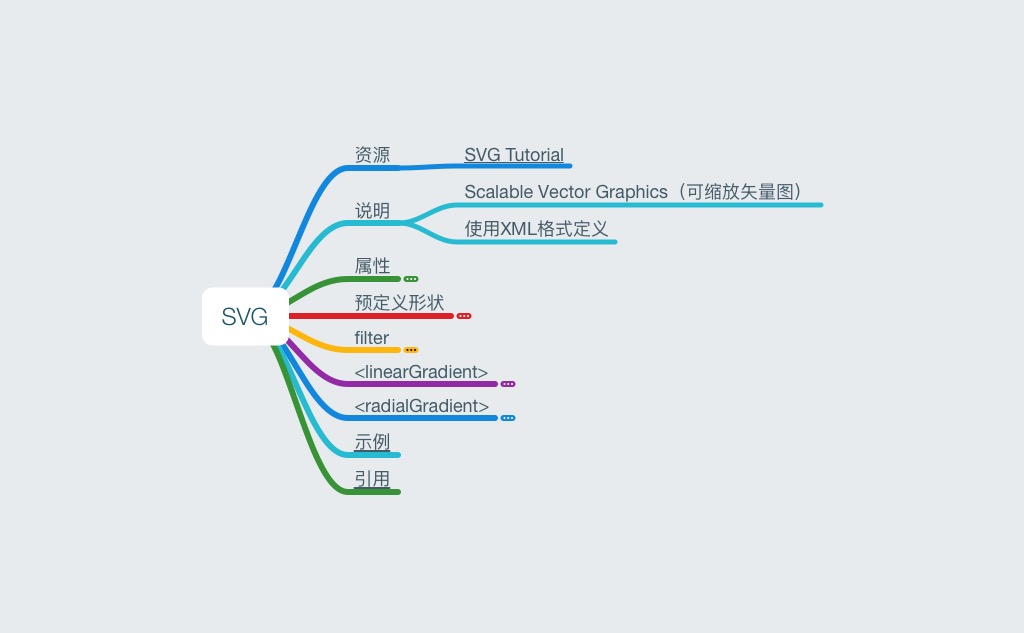 资源
SVG Tutorial
说明
Scalable Vector Graphics（可缩放矢量图）
使用XML格式定义
属性
预定义形状
SVG
filter
<linearGradient>
<radialGradient>
示例
引用